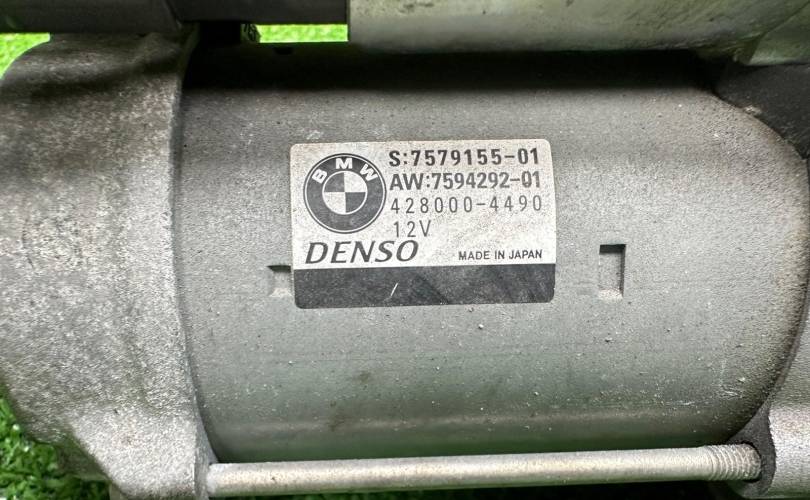 BMW
S:7579155-01
AW:7594292-01
428000-4490
12V
DENSO
MADE IN JAPAN